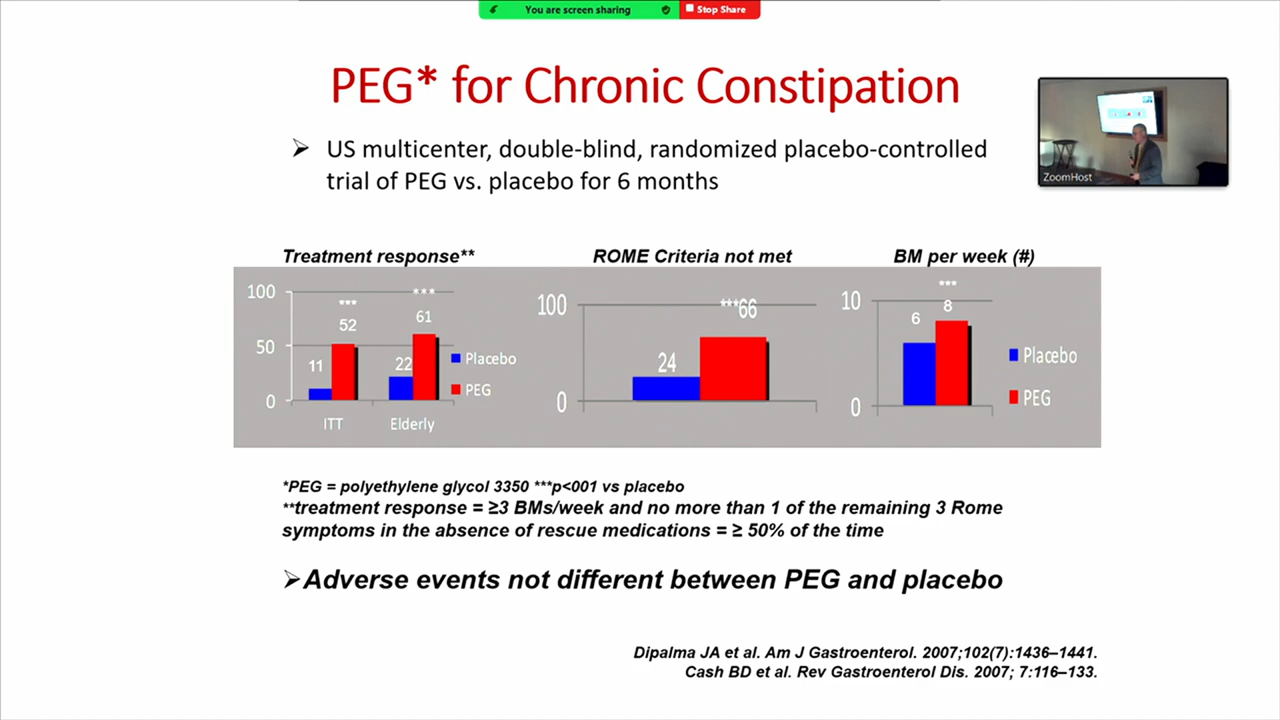 You are screen sharing
Stop Share
PEG* for Chronic Constipation
➢ US multicenter, double-blind, randomized placebo-controlled
trial of PEG vs. placebo for 6 months
ZoomHost
Treatment response**
100
50
0
***
52
11
***
61
22
ITT
Elderly
Placebo
PEG
ROME Criteria not met
100
0
***66
24
BM per week (#)
10
0
***
8
6
Placebo
PEG
*PEG = polyethylene glycol 3350 ***p<001 vs placebo
**treatment response = ≥3 BMs/week and no more than 1 of the remaining 3 Rome
symptoms in the absence of rescue medications = ≥ 50% of the time
➢Adverse events not different between PEG and placebo
Dipalma JA et al. Am J Gastroenterol. 2007;102(7):1436–1441.
Cash BD et al. Rev Gastroenterol Dis. 2007; 7:116–133.